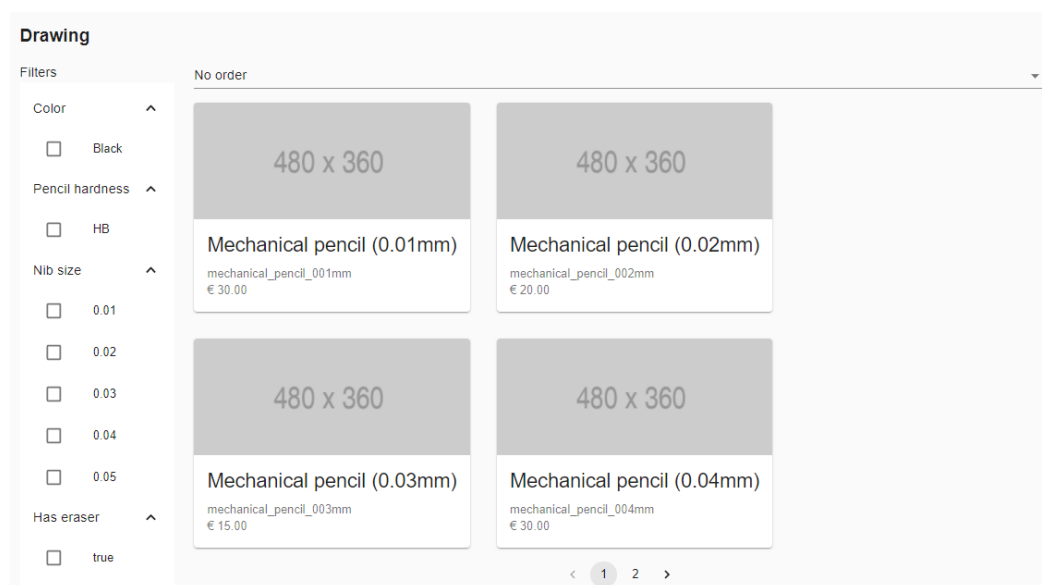 Drawing
Filters
No order
Color
Black
Pencil hardness
HB
Nib size
0.01
0.02
0.03
0.04
0.05
Has eraser
true
480 x 360
Mechanical pencil (0.01mm)
mechanical_pencil_001mm
€ 30.00
480 x 360
Mechanical pencil (0.02mm)
mechanical_pencil_002mm
€ 20.00
480 x 360
Mechanical pencil (0.03mm)
mechanical_pencil_003mm
€ 15.00
480 x 360
Mechanical pencil (0.04mm)
mechanical_pencil_004mm
€ 30.00
1 2